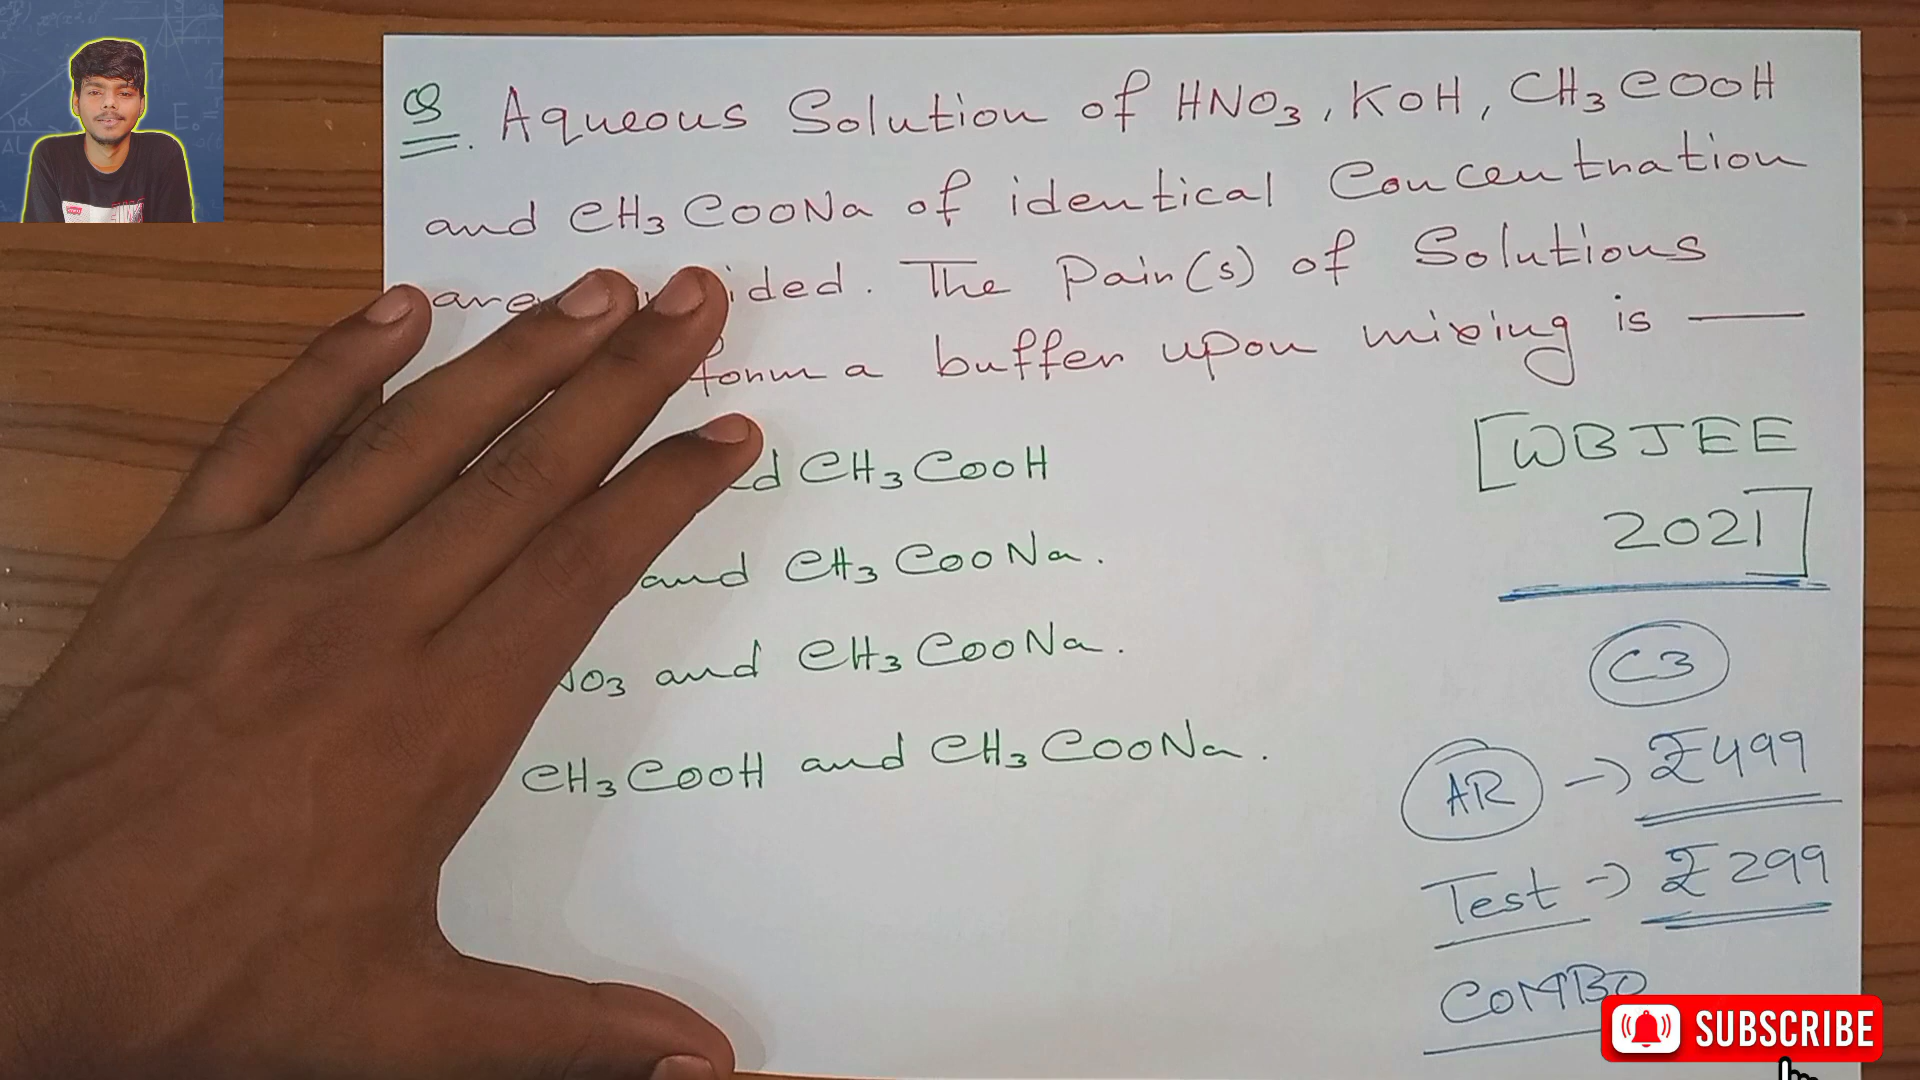 Q. Aqueous Solution of HNO₃, KOH, CH₃COOH
and CH₃COONa of identical Concentration
are ided. The Pair(s) of Solutions
form a buffer upon mixing is —
d CH₃COOH
and CH₃COONa.
NO₃ and CH₃COONa.
CH₃COOH and CH₃COONa.
[WBJEE
2021]
C3
AR → ₹499
Test → ₹299
COMBO
SUBSCRIBE